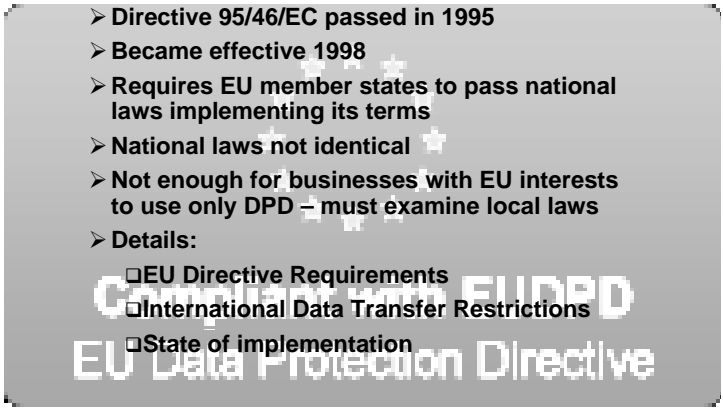 ➢ Directive 95/46/EC passed in 1995
➢ Became effective 1998
➢ Requires EU member states to pass national
laws implementing its terms
➢ National laws not identical
➢ Not enough for businesses with EU interests
to use only DPD – must examine local laws
➢ Details:
❑EU Directive Requirements
❑International Data Transfer Restrictions
❑State of implementation
Compliant with EUDPD
EU Data Protection Directive